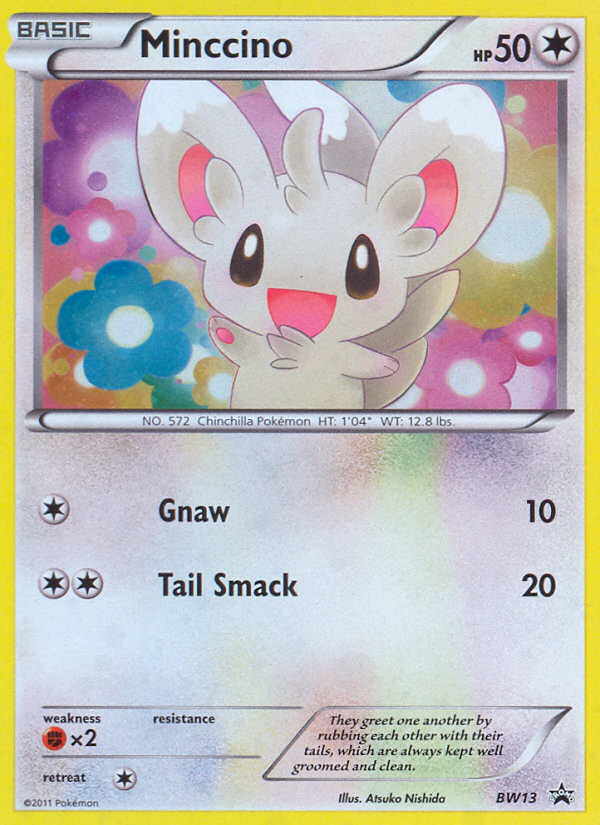 BASIC
Minccino
HP50
NO. 572 Chinchilla Pokémon HT: 1'04" WT: 12.8 lbs.
Gnaw 10
Tail Smack 20
weakness resistance
×2
They greet one another by
rubbing each other with their
tails, which are always kept well
groomed and clean.
retreat
©2011 Pokémon
Illus. Atsuko Nishida
BW13
PROMO